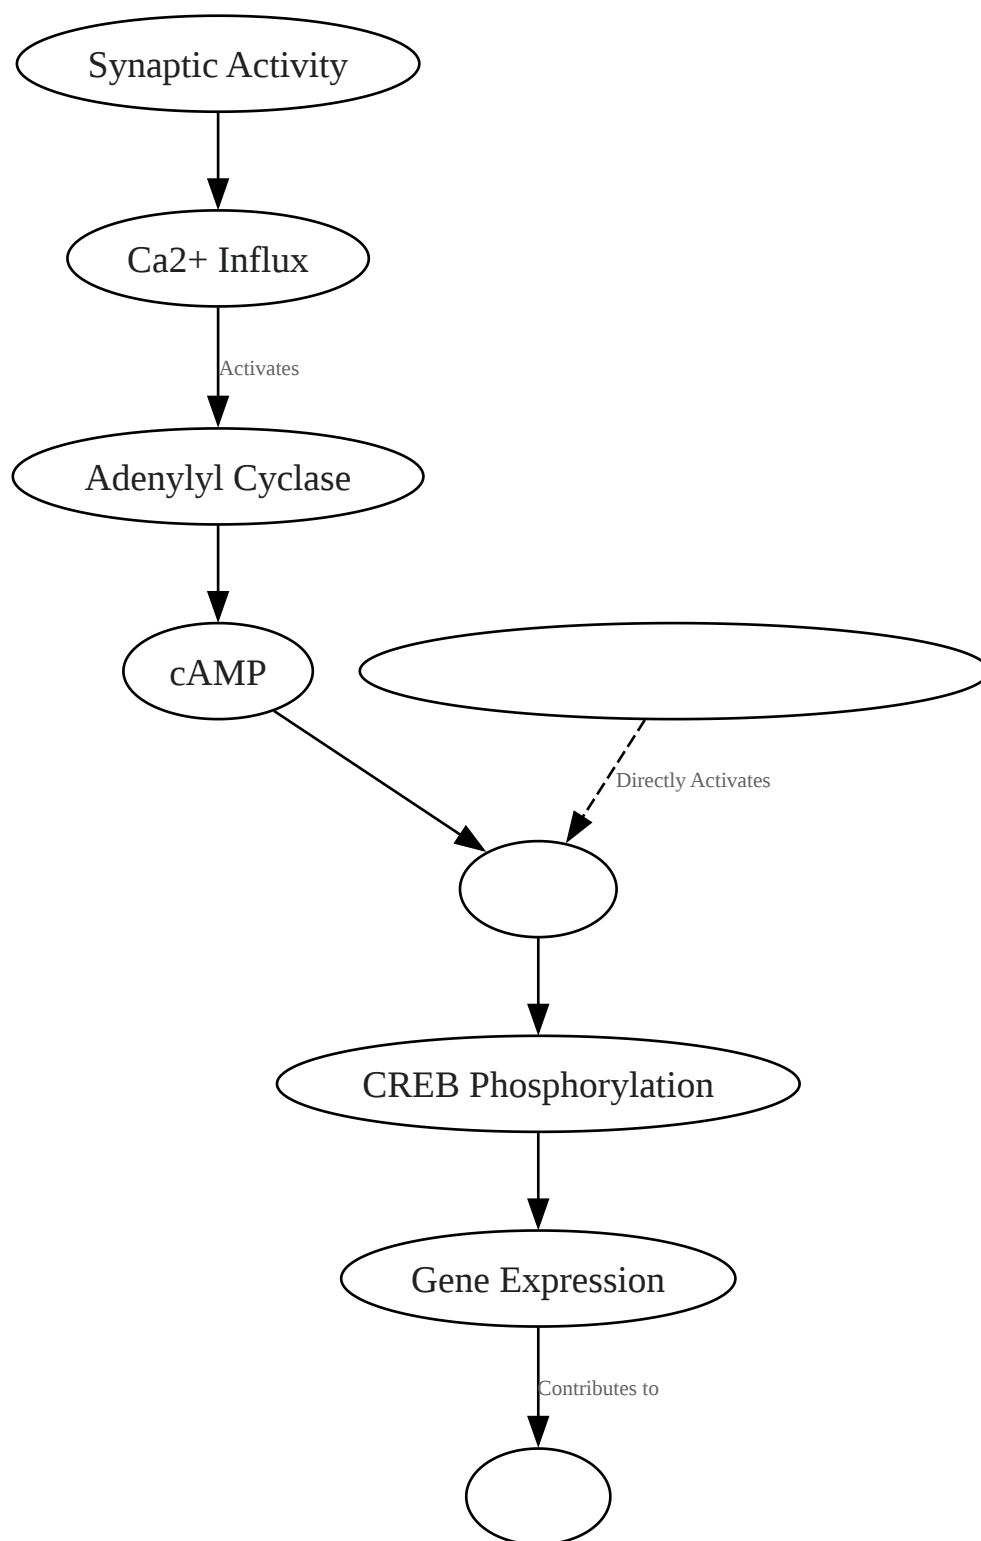 Synaptic Activity
Ca2+ Influx
Activates
Adenylyl Cyclase
cAMP
Directly Activates
CREB Phosphorylation
Gene Expression
Contributes to